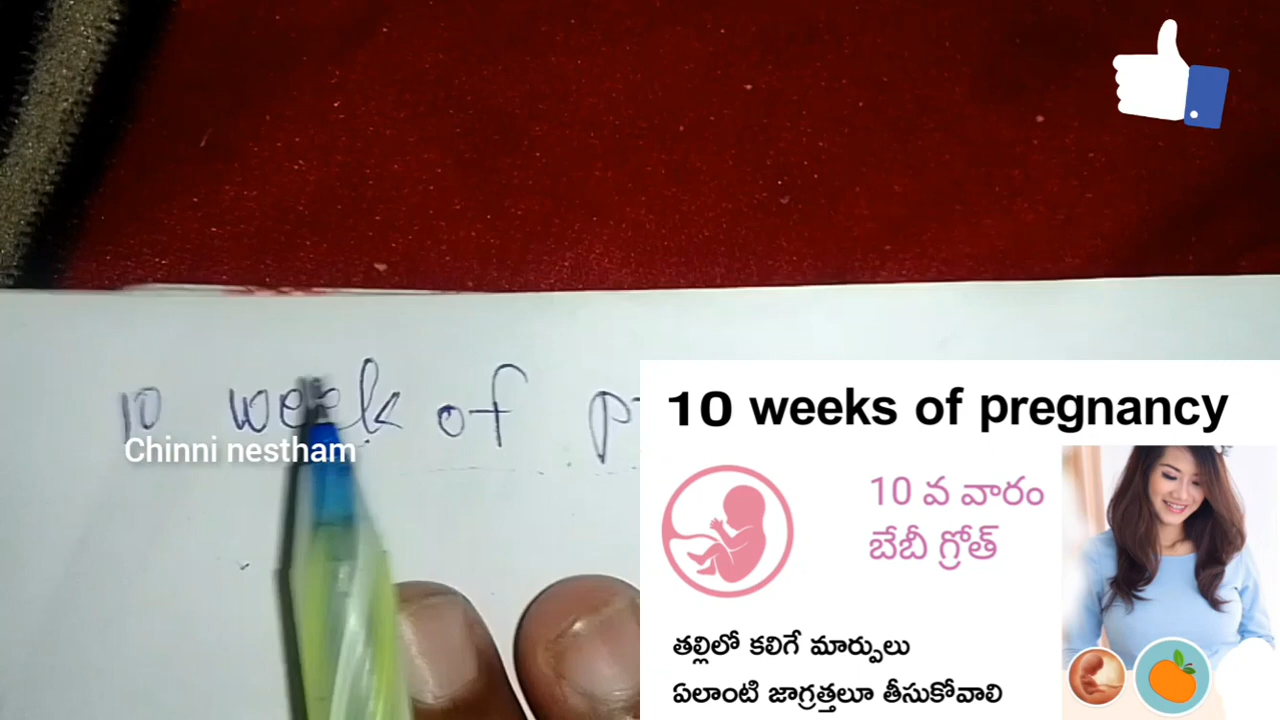 10 week of
Chinni nestham
10 weeks of pregnancy
10 వ వారం
బేబీ గ్రోత్
తల్లిలో కలిగే మార్పులు
ఏలాంటి జాగ్రత్తలూ తీసుకోవాలి